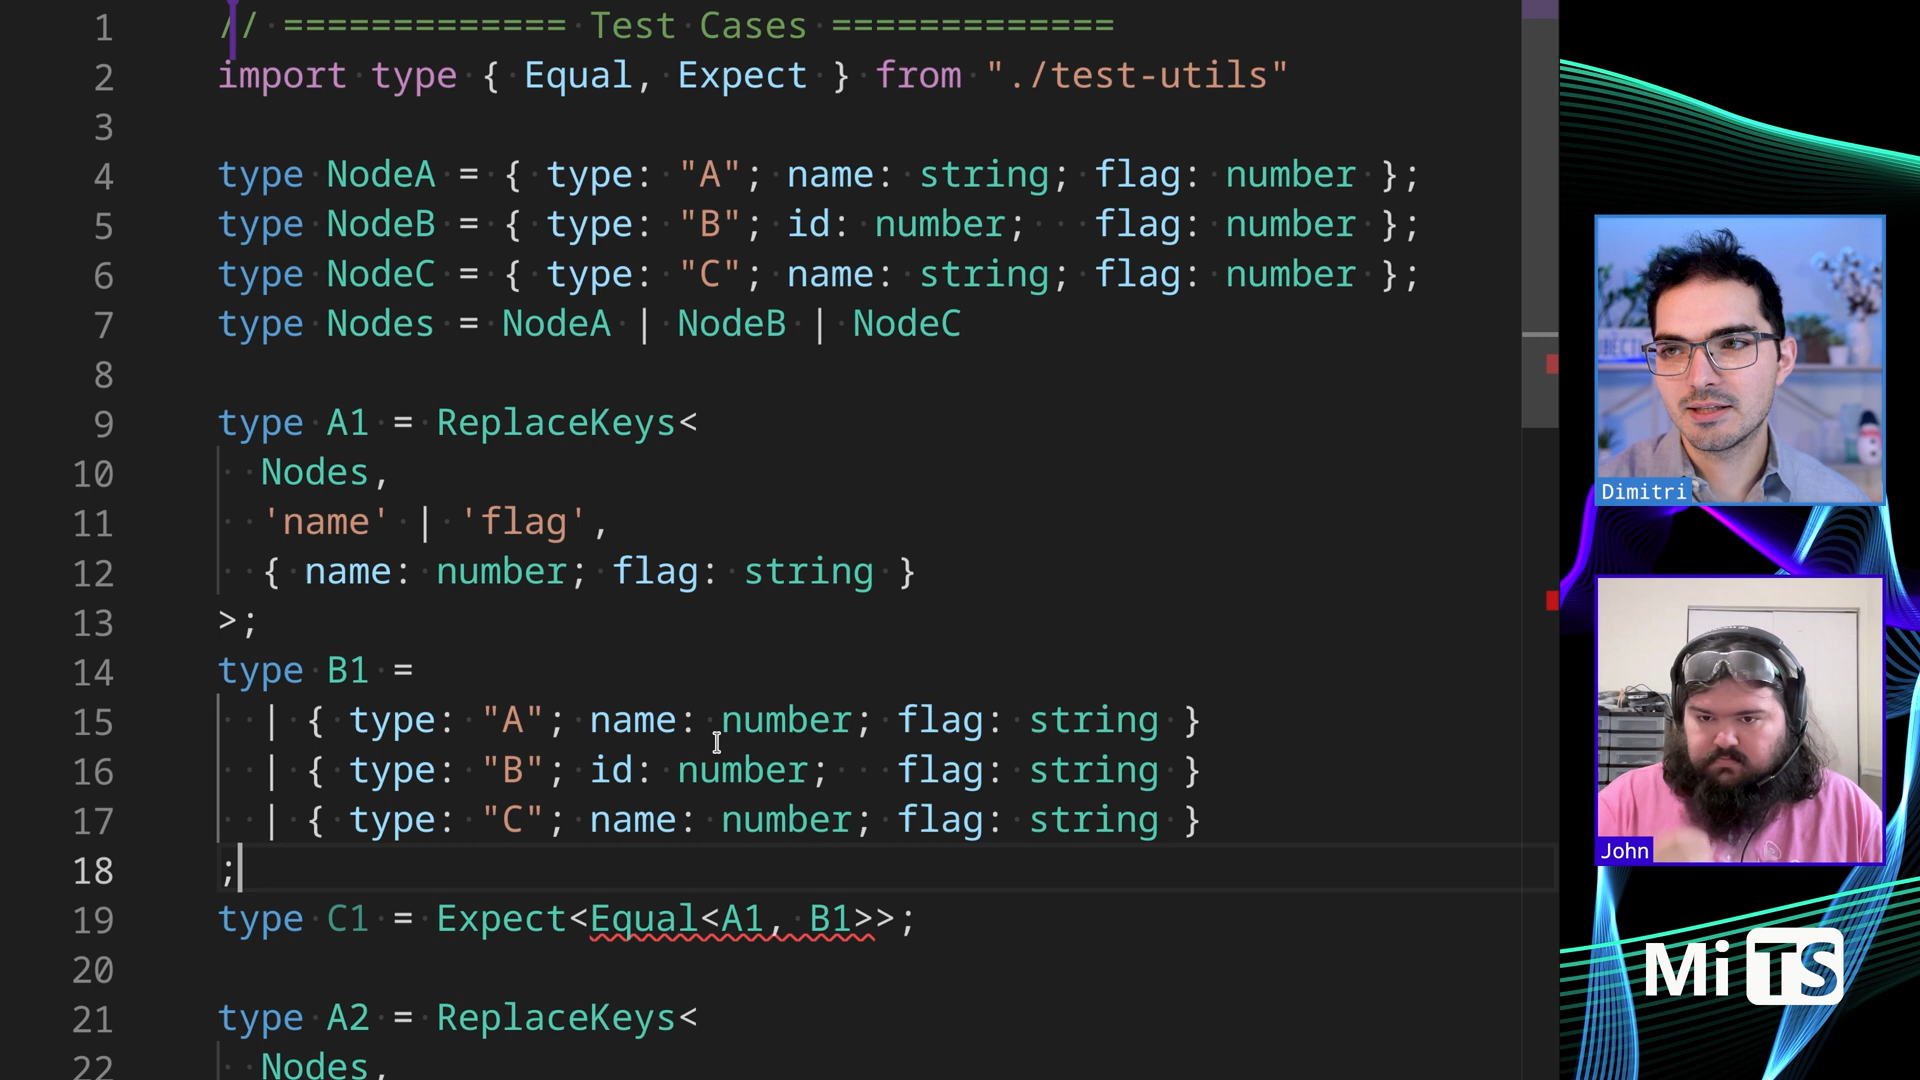 1 // ============= Test Cases =============
2 import type { Equal, Expect } from "./test-utils"
3
4 type NodeA = { type: "A"; name: string; flag: number };
5 type NodeB = { type: "B"; id: number;   flag: number };
6 type NodeC = { type: "C"; name: string; flag: number };
7 type Nodes = NodeA | NodeB | NodeC
8
9 type A1 = ReplaceKeys<
10   Nodes,
11   'name' | 'flag',
12   { name: number; flag: string }
13 >;
14 type B1 =
15   | { type: "A"; name: number; flag: string }
16   | { type: "B"; id: number;   flag: string }
17   | { type: "C"; name: number; flag: string }
18 ;
19 type C1 = Expect<Equal<A1, B1>>;
20
21 type A2 = ReplaceKeys<
22   Nodes,
Dimitri
John
Mi TS